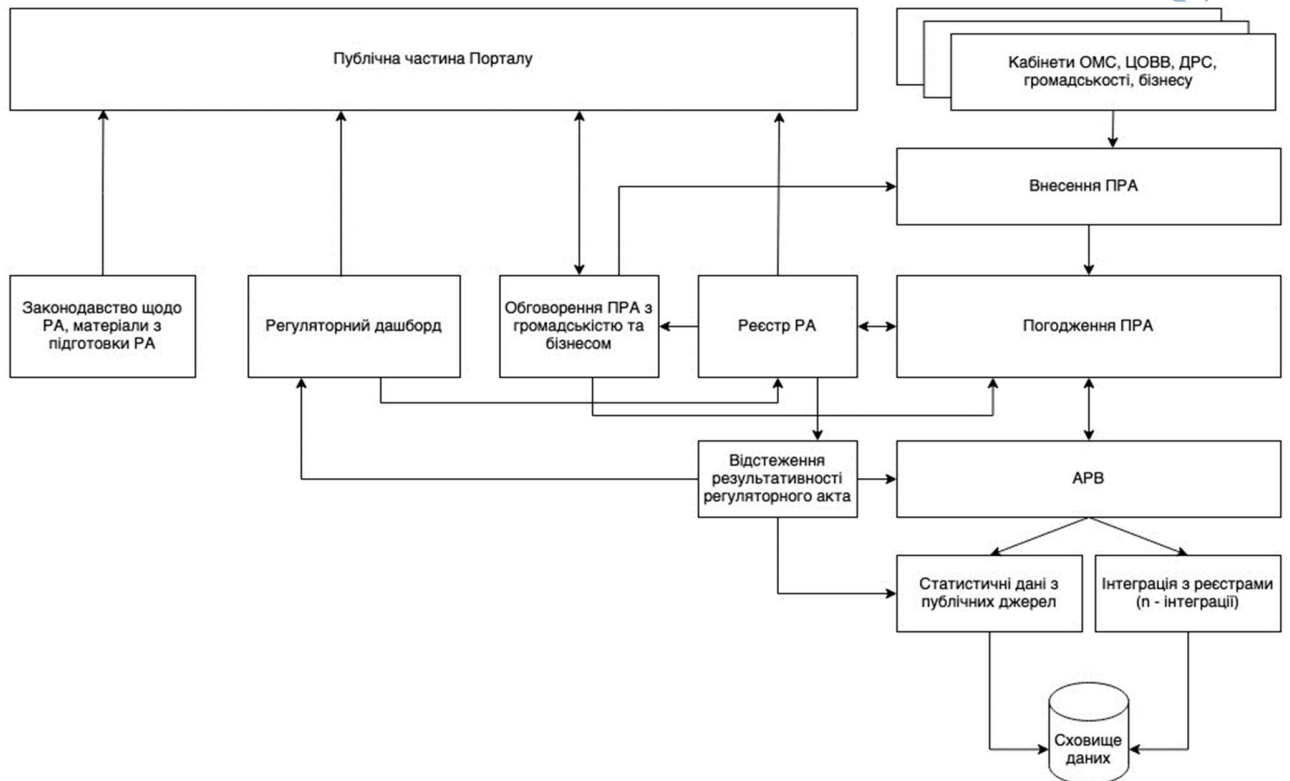 Публічна частина Порталу
Кабінети ОМС, ЦОВВ, ДРС,
громадськості, бізнесу
Внесення ПРА
Законодавство щодо
РА, матеріали з
підготовки РА
Регуляторний дашборд
Обговорення ПРА з
громадськістю та
бізнесом
Реєстр РА
Погодження ПРА
Відстеження
результативності
регуляторного акта
АРВ
Статистичні дані з
публічних джерел
Інтеграція з реєстрами
(n - інтеграції)
Сховище
даних